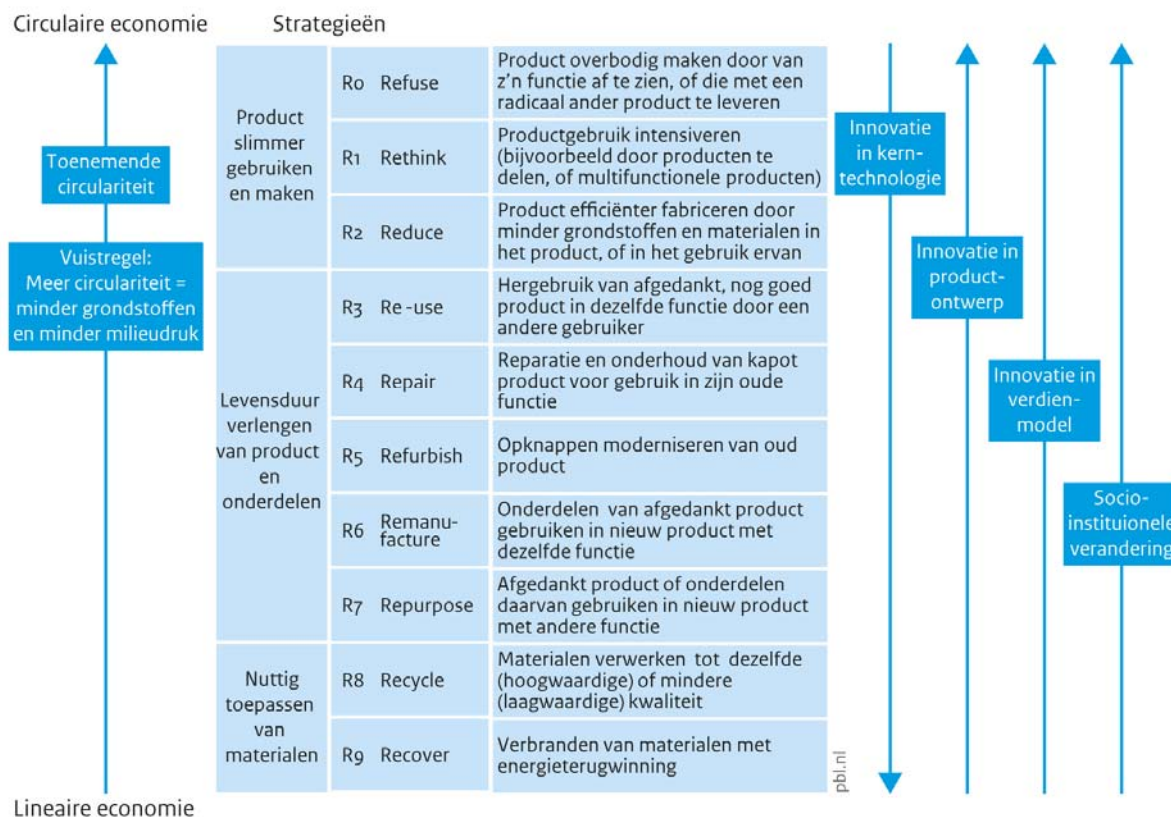 Circulaire economie
Strategieën
Toenemende
circulariteit
Vuistregel:
Meer circulariteit =
minder grondstoffen
en minder milieudruk
Lineaire economie
Product
slimmer
gebruiken
en maken
R0 Refuse
Product overbodig maken door van
z'n functie af te zien, of die met een
radicaal ander product te leveren
R1 Rethink
Productgebruik intensiveren
(bijvoorbeeld door producten te
delen, of multifunctionele producten)
R2 Reduce
Product efficiënter fabriceren door
minder grondstoffen en materialen in
het product, of in het gebruik ervan
Levensduur
verlengen
van product
en
onderdelen
R3 Re-use
Hergebruik van afgedankt, nog goed
product in dezelfde functie door een
andere gebruiker
R4 Repair
Reparatie en onderhoud van kapot
product voor gebruik in zijn oude
functie
R5 Refurbish
Opknappen moderniseren van oud
product
R6 Remanu-
facture
Onderdelen van afgedankt product
gebruiken in nieuw product met
dezelfde functie
R7 Repurpose
Afgedankt product of onderdelen
daarvan gebruiken in nieuw product
met andere functie
Nuttig
toepassen
van
materialen
R8 Recycle
Materialen verwerken tot dezelfde
(hoogwaardige) of mindere
(laagwaardige) kwaliteit
R9 Recover
Verbranden van materialen met
energieterugwinning
pbl.nl
Innovatie
in kern-
technologie
Innovatie in
product-
ontwerp
Innovatie in
verdien-
model
Socio-
instituionele
verandering